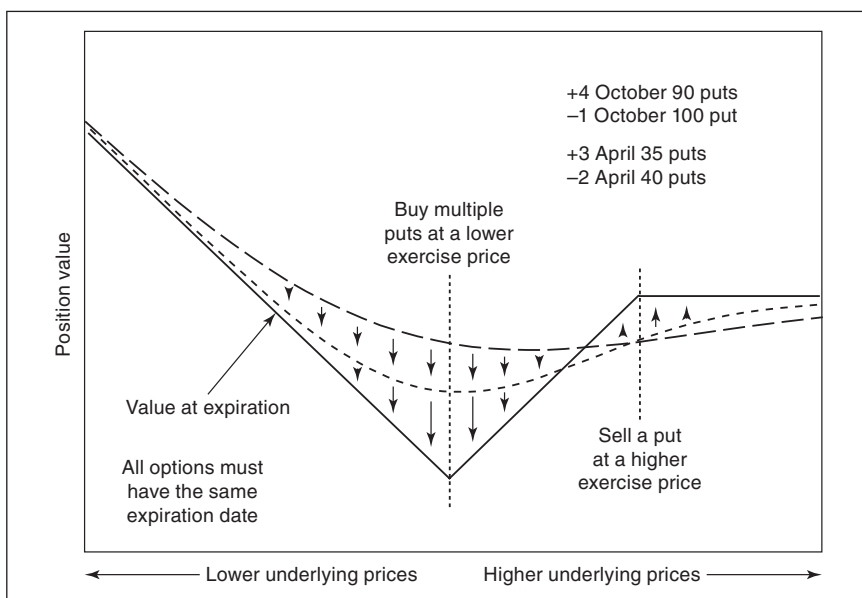 +4 October 90 puts
–1 October 100 put
+3 April 35 puts
–2 April 40 puts
Buy multiple
puts at a lower
exercise price
Position value
Value at expiration
Sell a put
at a higher
exercise price
All options must
have the same
expiration date
Lower underlying prices
Higher underlying prices